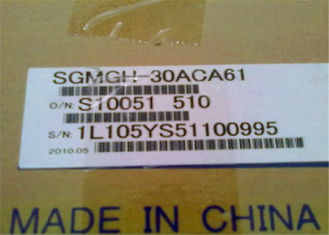 SGMGH-30ACA61
O/N: S10051 510
S/N: 1L105YS51100995
2010.05
MADE IN CHINA